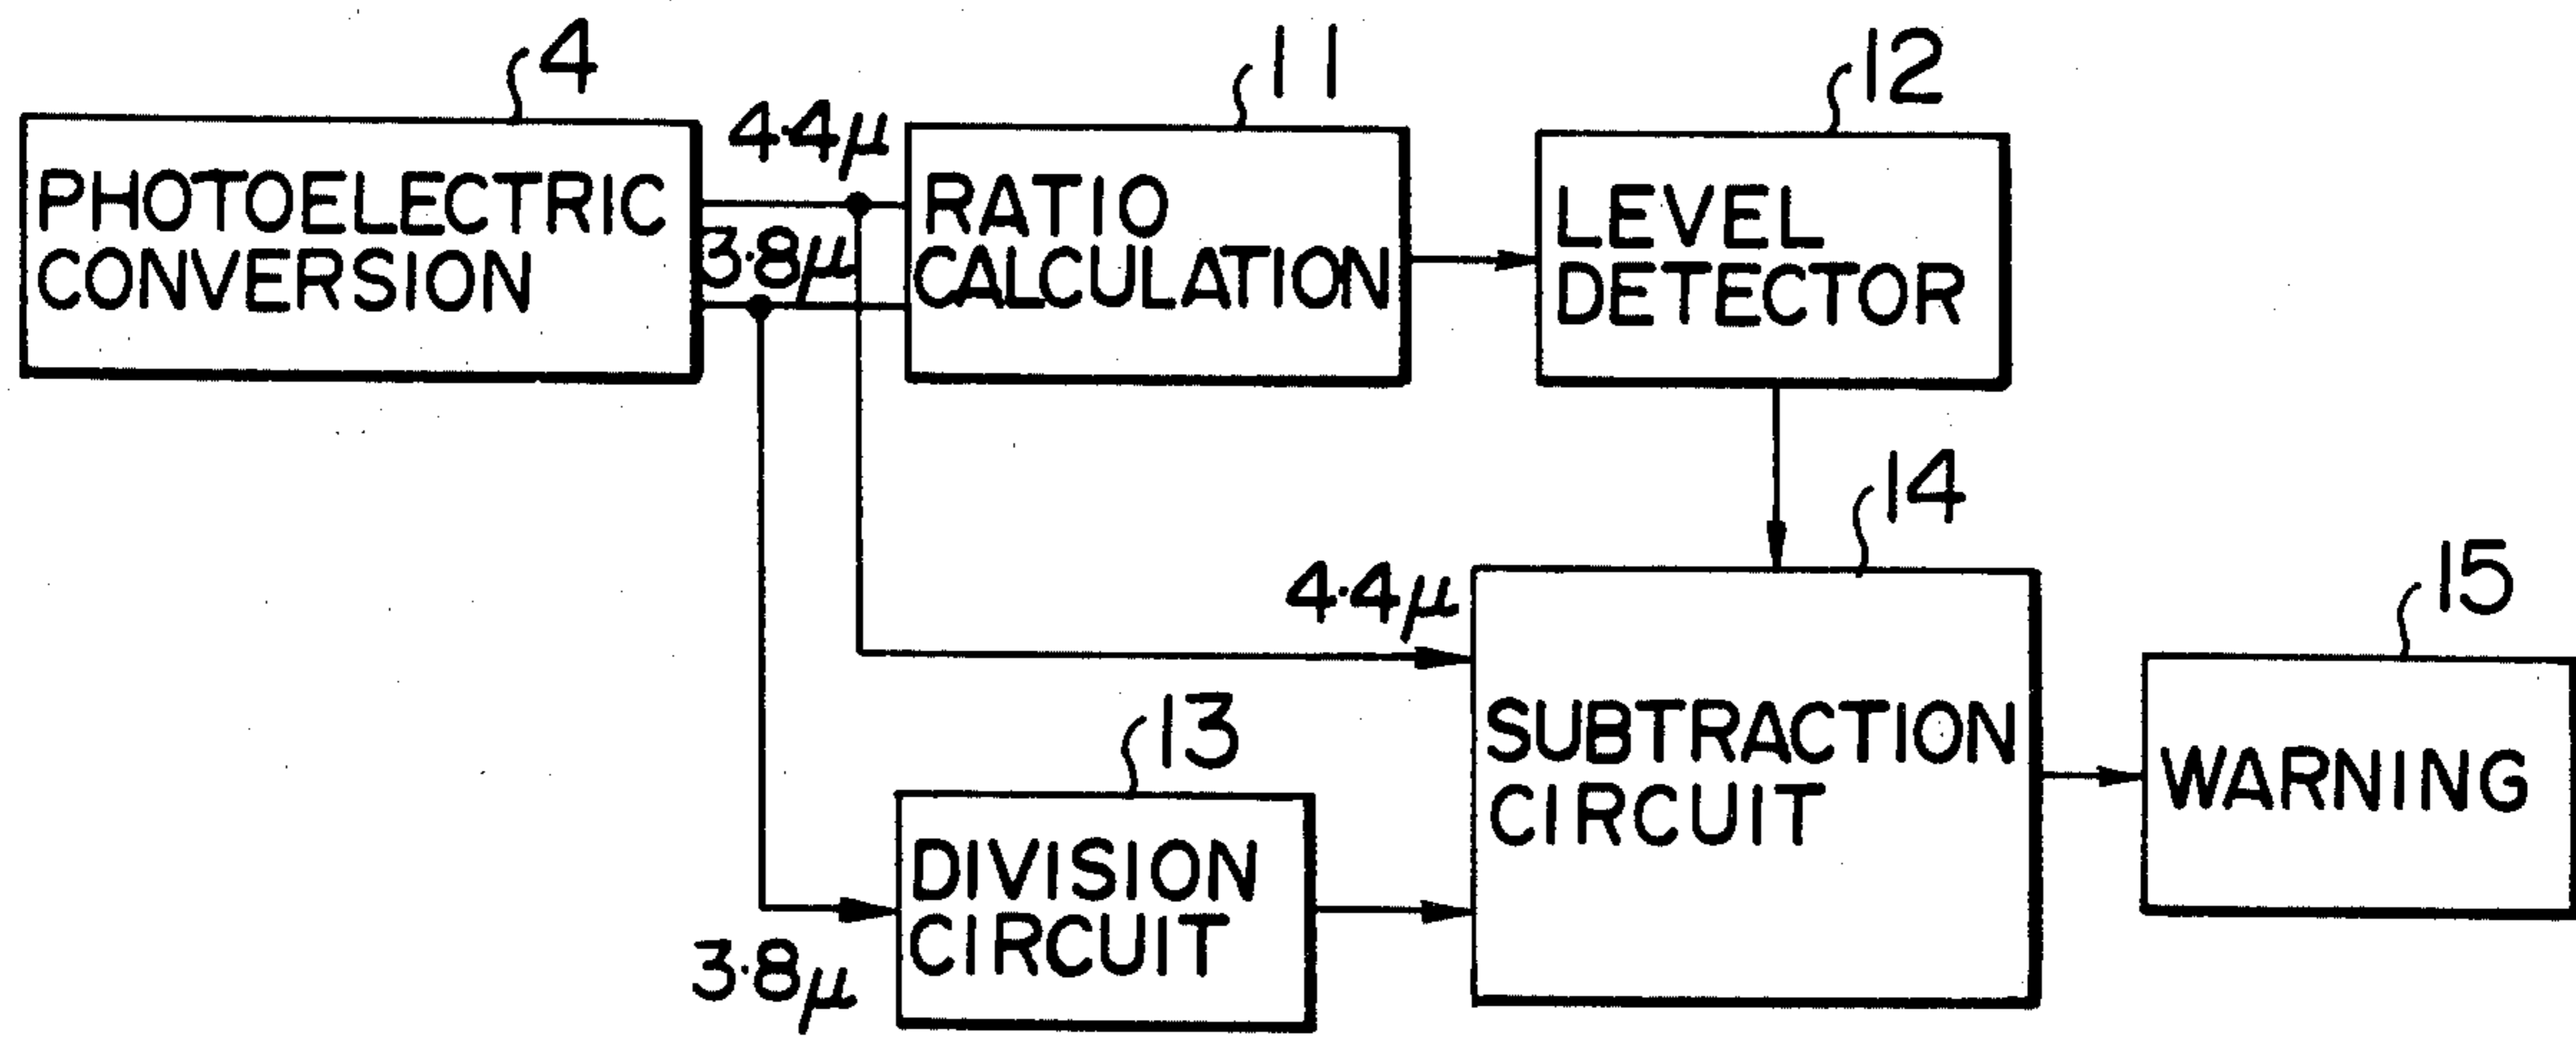 4
PHOTOELECTRIC
CONVERSION
4.4μ
3.8μ
11
RATIO
CALCULATION
12
LEVEL
DETECTOR
14
4.4μ
SUBTRACTION
CIRCUIT
13
DIVISION
CIRCUIT
3.8μ
15
WARNING